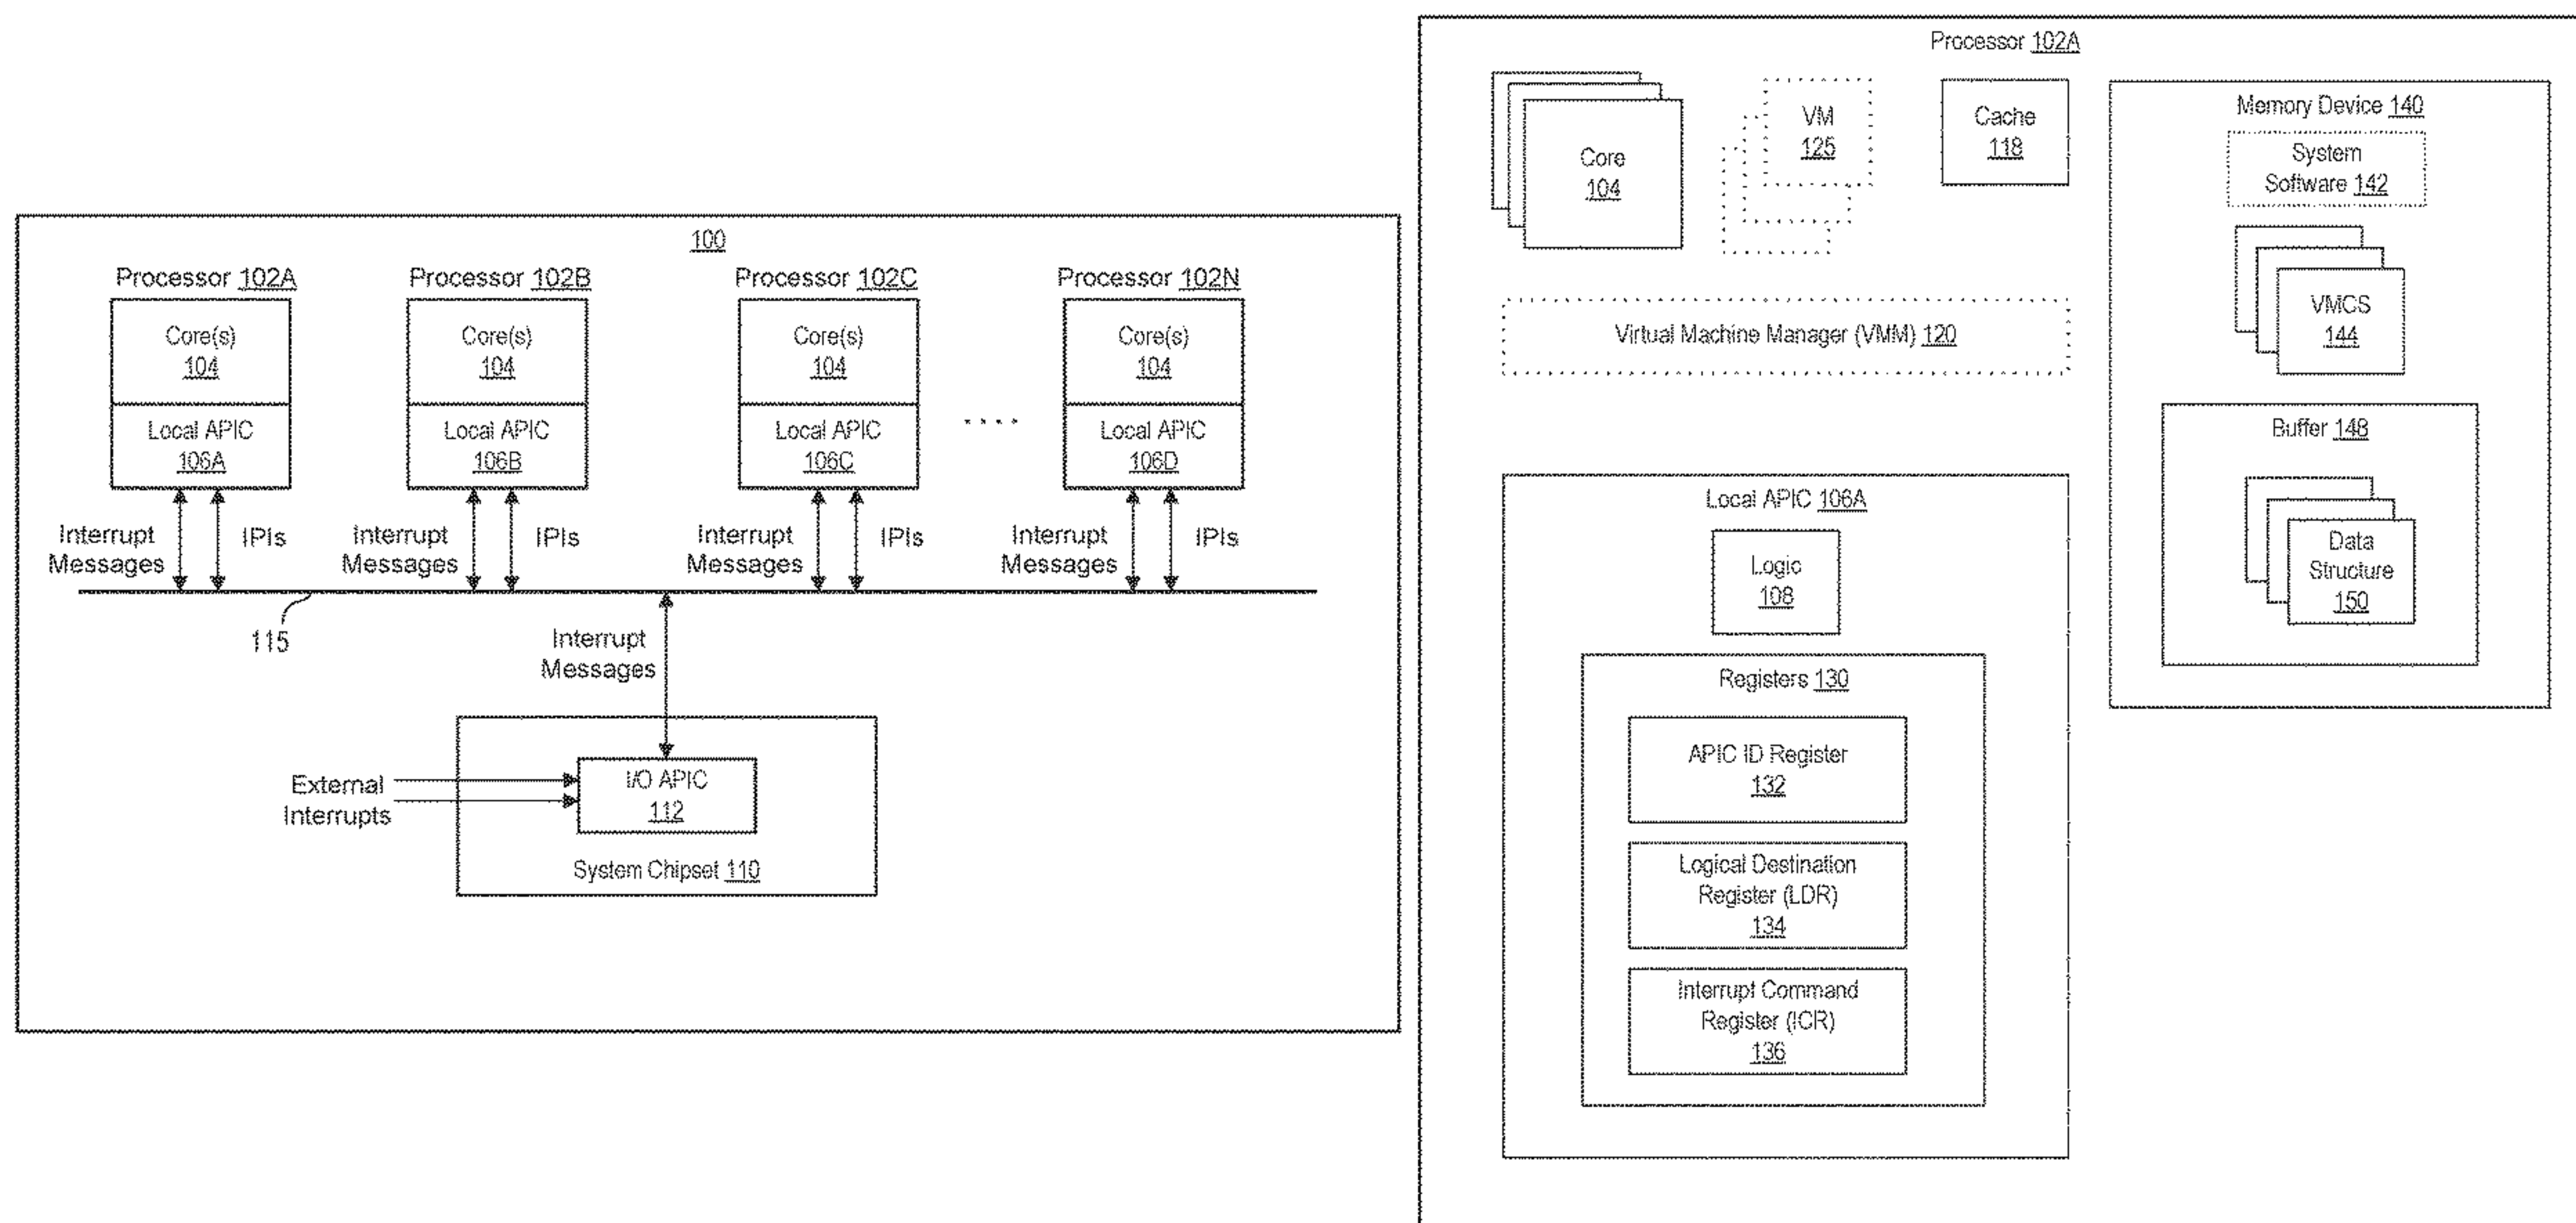 100
Processor 102A
Processor 102B
Processor 102C
Processor 102N
Core(s)
104
Core(s)
104
Core(s)
104
Core(s)
104
Local APIC
106A
Local APIC
106B
Local APIC
106C
Local APIC
106D
Interrupt
Messages
IPIs
Interrupt
Messages
IPIs
Interrupt
Messages
IPIs
Interrupt
Messages
IPIs
115
Interrupt
Messages
External
Interrupts
I/O APIC
112
System Chipset 110
Processor 102A
Core
104
VM
125
Cache
118
Virtual Machine Manager (VMM) 120
Local APIC 106A
Logic
108
Registers 130
APIC ID Register
132
Logical Destination
Register (LDR)
134
Interrupt Command
Register (ICR)
136
Memory Device 140
System
Software 142
VMCS
144
Buffer 148
Data
Structure
150